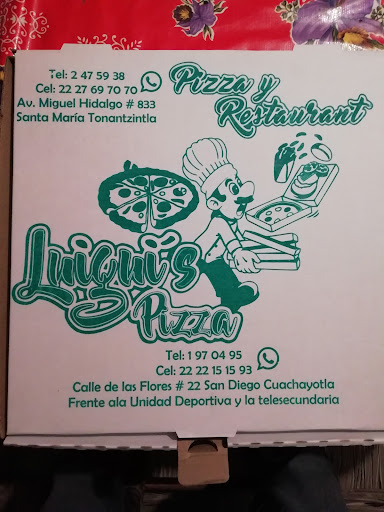 Tel: 2 47 59 38
Cel: 22 27 69 70 70
Av. Miguel Hidalgo # 833
Santa María Tonantzintla
Pizza y
Restaurant
Luigui's
Pizza
Tel: 1 97 04 95
Cel: 22 22 15 15 93
Calle de las Flores # 22 San Diego Cuachayotla
Frente ala Unidad Deportiva y la telesecundaria